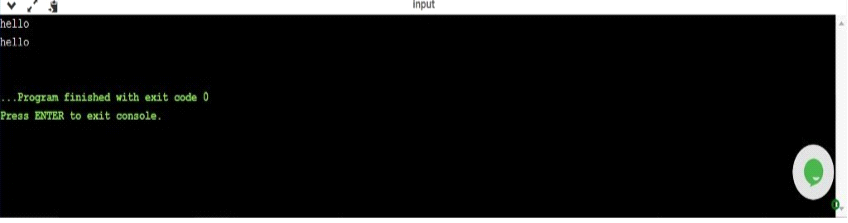 input
hello
hello
...Program finished with exit code 0
Press ENTER to exit console.